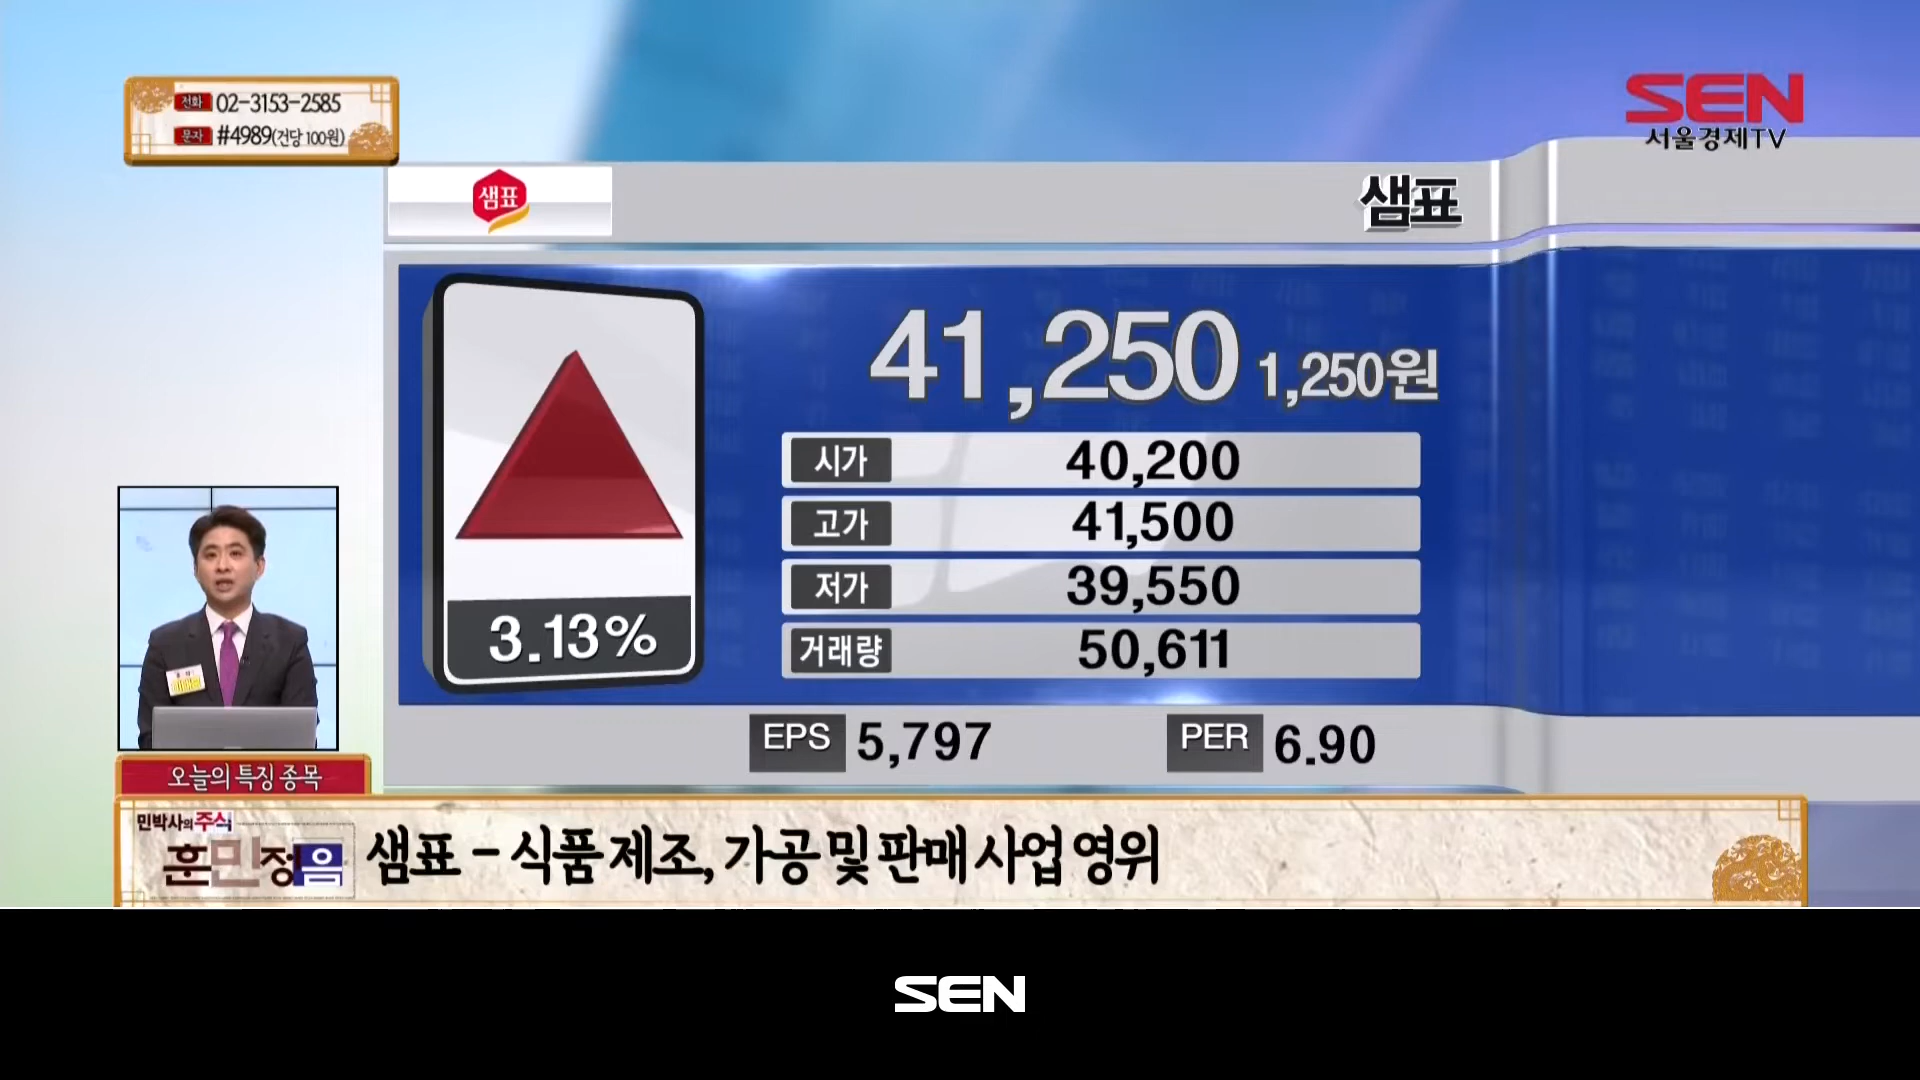 전화 02-3153-2585
문자 #4989(건당 100원)
SEN
서울경제TV
샘표
샘표
41,250 1,250원
3.13%
시가 40,200
고가 41,500
저가 39,550
거래량 50,611
EPS 5,797
PER 6.90
오늘의 특징 종목
민박사의 주식
훈민정음
샘표 - 식품 제조, 가공 및 판매 사업 영위
SEN